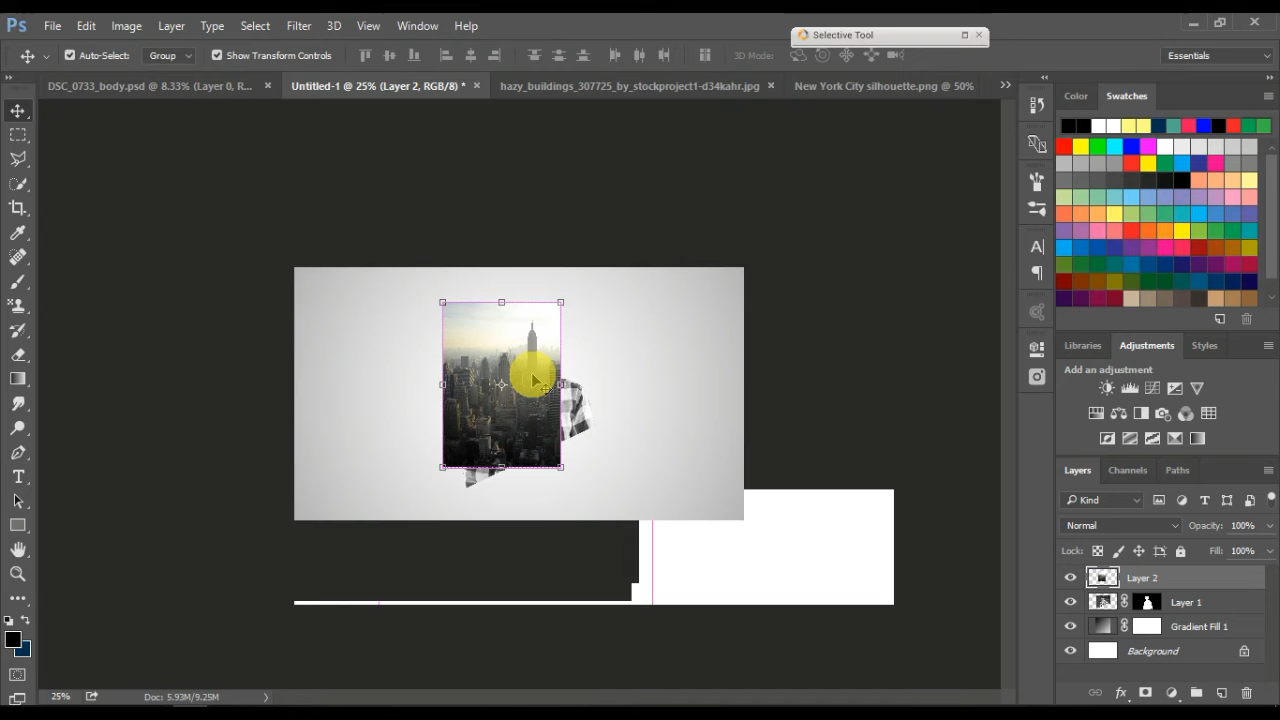 Ps File Edit Image Layer Type Select Filter 3D View Window Help
Selective Tool
Auto-Select: Group Show Transform Controls 3D Mode: Essentials
DSC_0733_body.psd @ 8.33% (Layer 0, R... Untitled-1 @ 25% (Layer 2, RGB/8) * hazy_buildings_307725_by_stockproject1-d34kahr.jpg New York City silhouette.png @ 50%
Color Swatches
Libraries Adjustments Styles
Add an adjustment
Layers Channels Paths
Kind
Normal Opacity: 100%
Lock: Fill: 100%
Layer 2
Layer 1
Gradient Fill 1
Background
25% Doc: 5.93M/9.25M